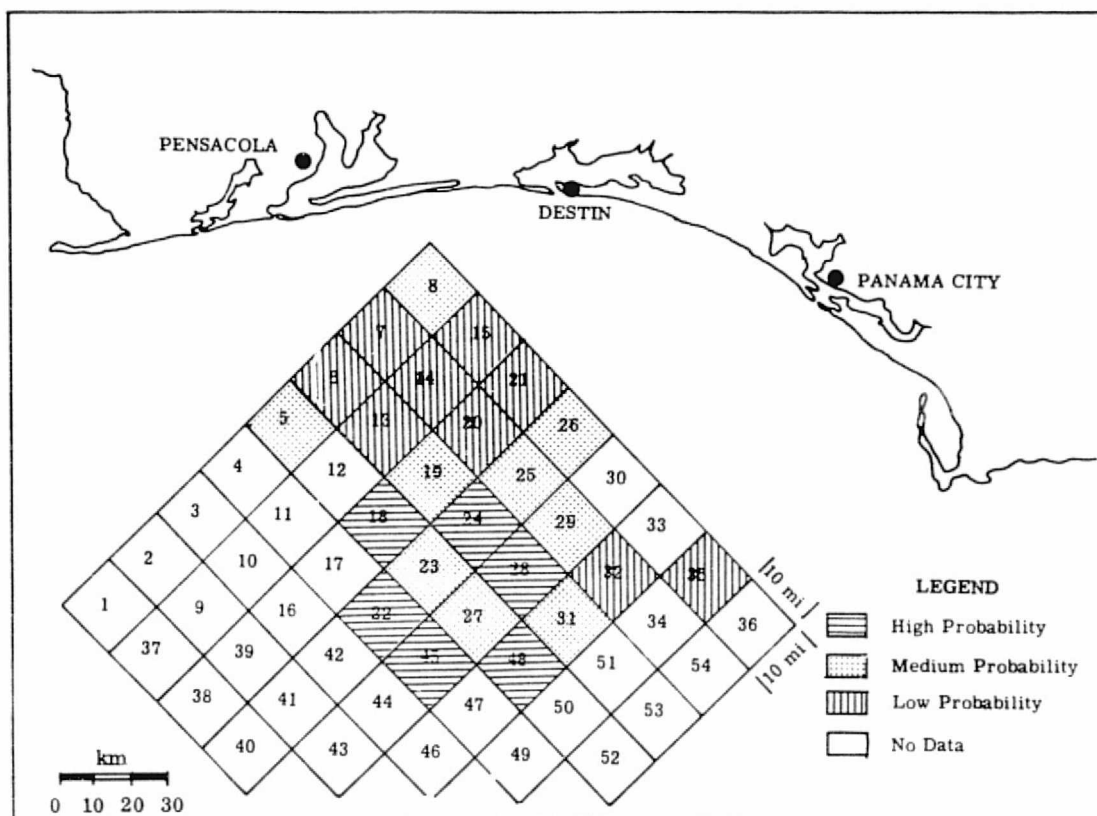 PENSACOLA
DESTIN
PANAMA CITY
8
7 15
14 21
5 13 20 26
4 12 19 25 30
3 11 18 24 29 33
2 10 17 23 28 32 35
1 9 16 22 27 31 34 36
37 39 42 45 48 51 54
38 41 44 47 50 53
40 43 46 49 52
10 mi
10 mi
LEGEND
High Probability
Medium Probability
Low Probability
No Data
km
0 10 20 30